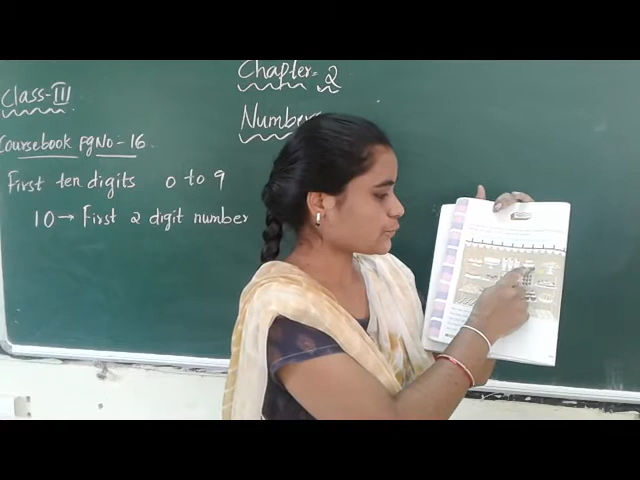 Class-III
Chapter- 2
Numbers
Coursebook PgNo-16.
First ten digits 0 to 9
10→ First 2 digit number